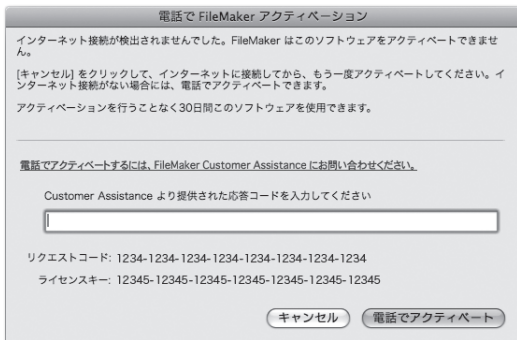 電話で FileMaker アクティベーション
インターネット接続が検出されませんでした。FileMaker はこのソフトウェアをアクティベートできませ
ん。
[キャンセル] をクリックして、インターネットに接続してから、もう一度アクティベートしてください。イ
ンターネット接続がない場合には、電話でアクティベートできます。
アクティベーションを行うことなく30日間このソフトウェアを使用できます。
電話でアクティベートするには、FileMaker Customer Assistance にお問い合わせください。
Customer Assistance より提供された応答コードを入力してください
リクエストコード: 1234-1234-1234-1234-1234-1234-1234-1234
ライセンスキー: 12345-12345-12345-12345-12345-12345-12345
キャンセル 電話でアクティベート